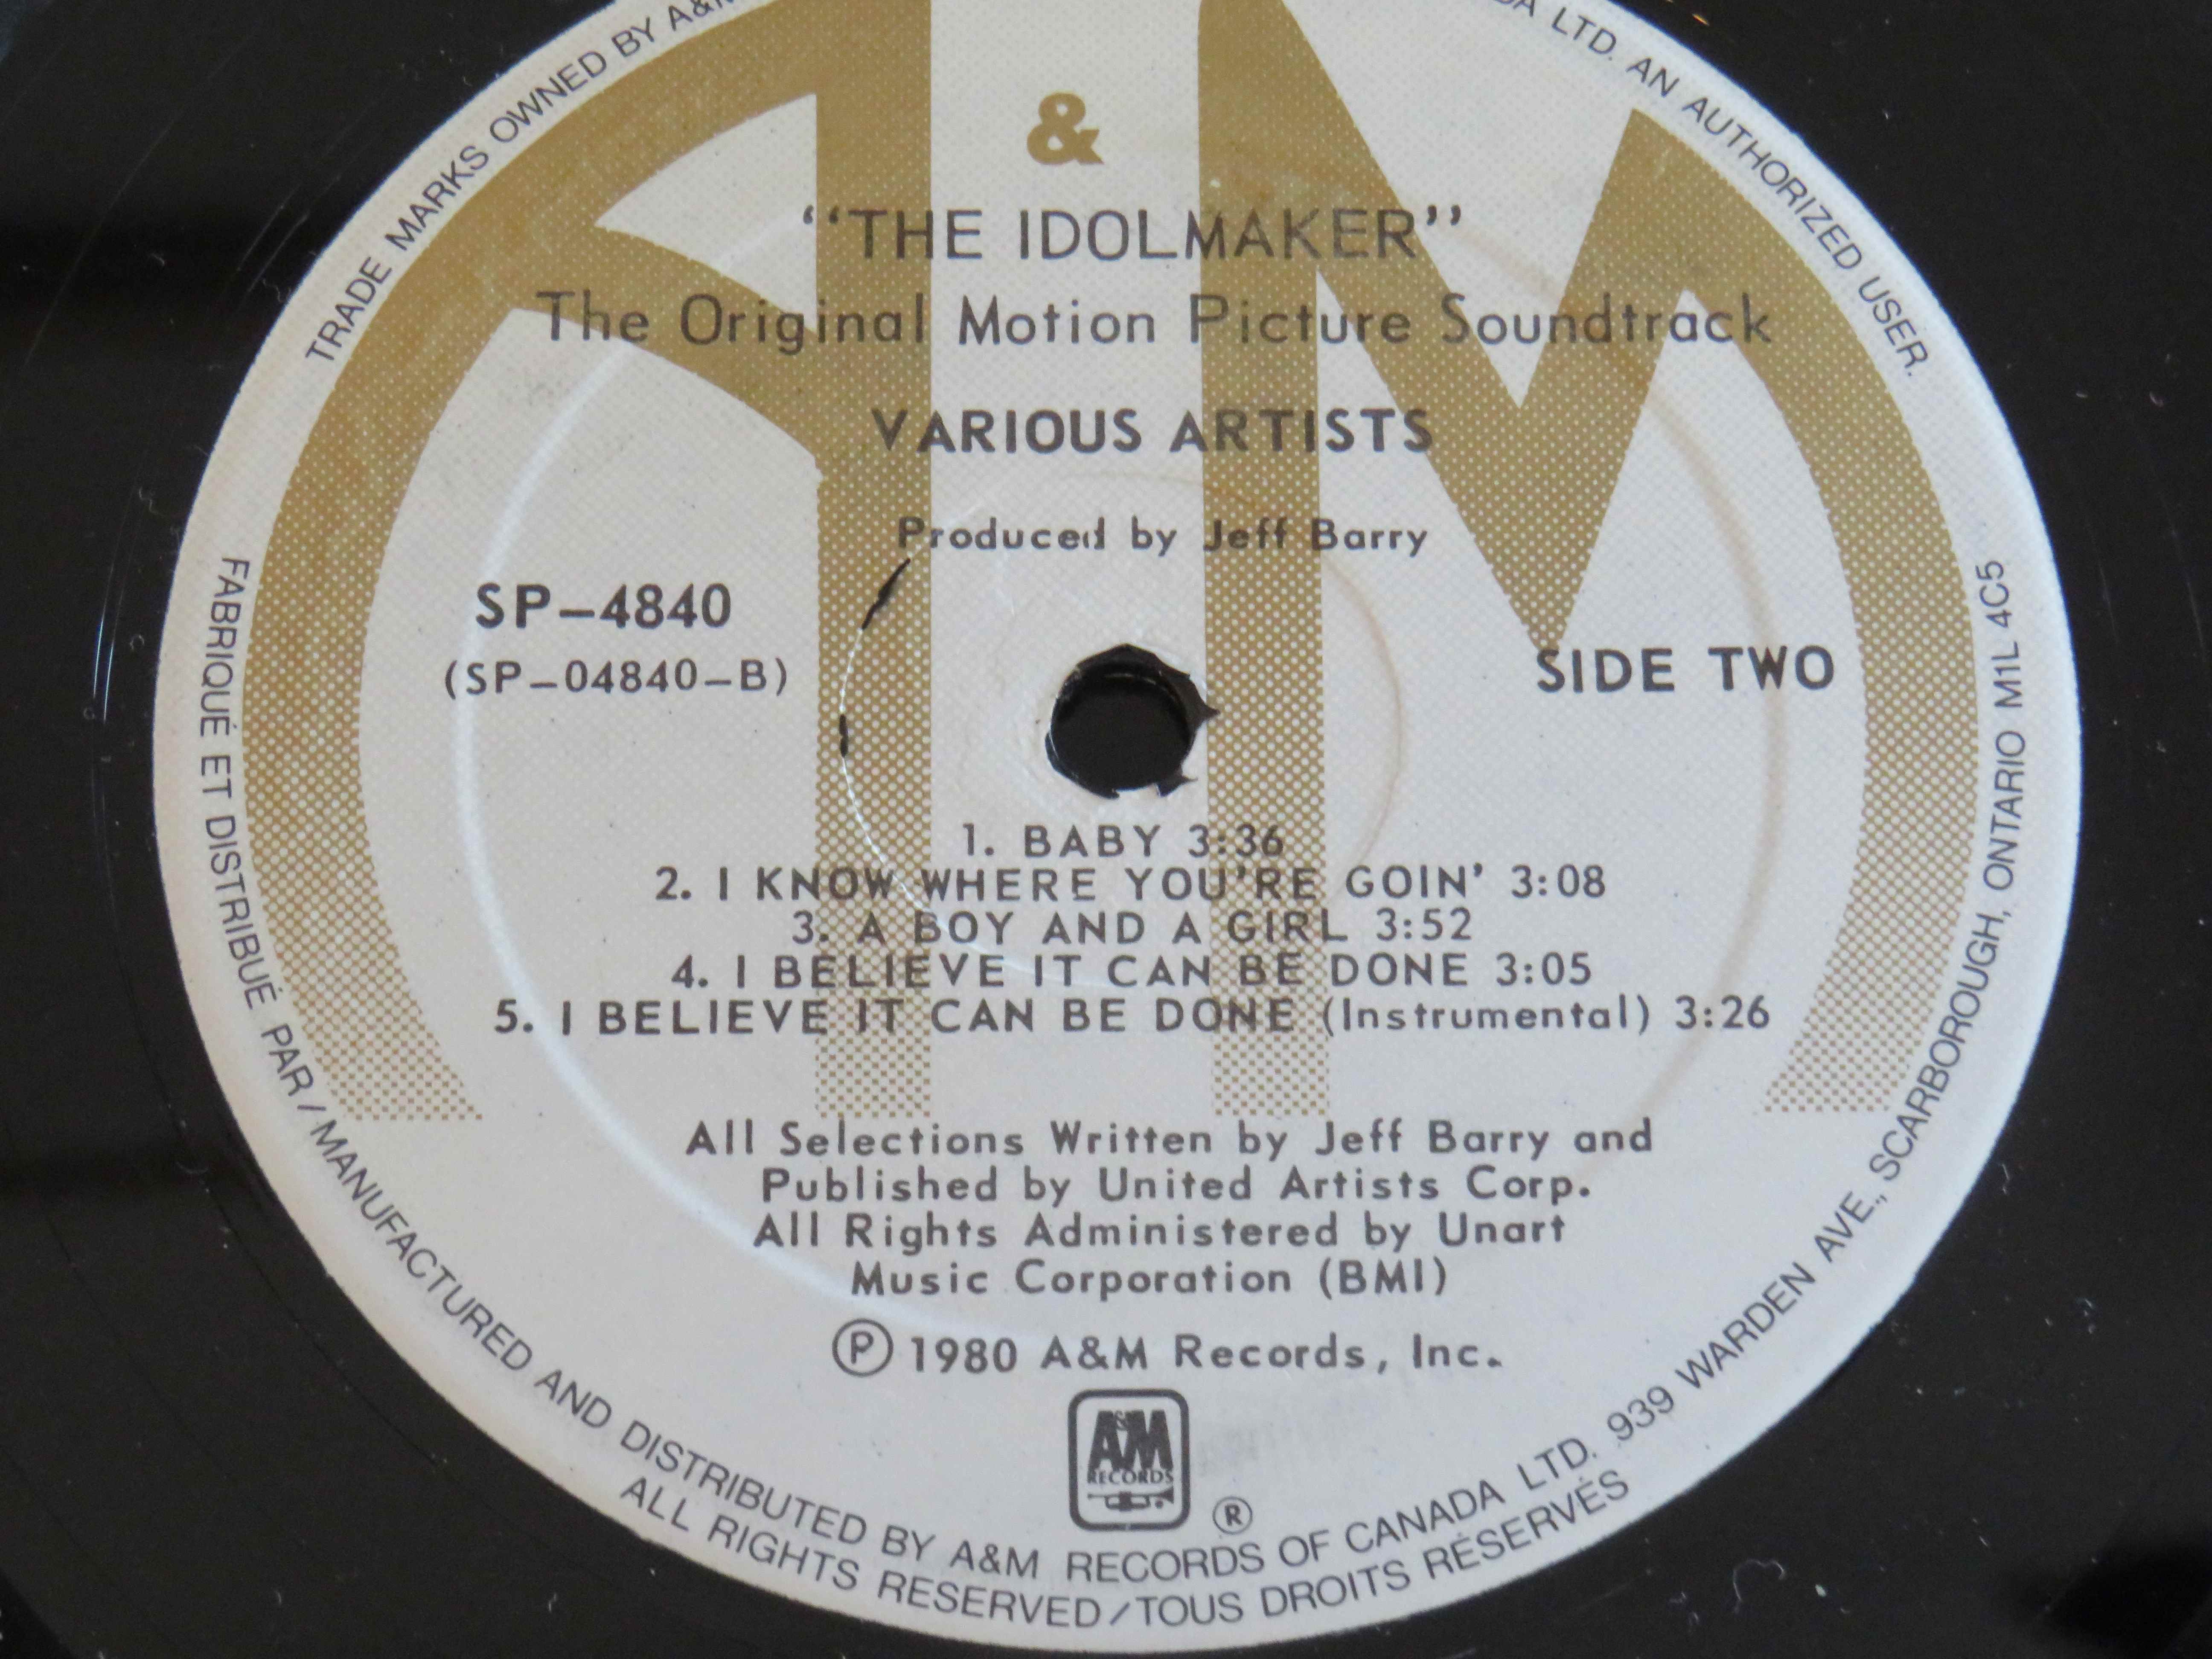 TRADE MARKS OWNED BY A&M
DA LTD. AN AUTHORIZED USER.
&
"THE IDOLMAKER"
The Original Motion Picture Soundtrack
VARIOUS ARTISTS
Produced by Jeff Barry
SP-4840
(SP-04840-B)
SIDE TWO
1. BABY 3:36
2. I KNOW WHERE YOU'RE GOIN' 3:08
3. A BOY AND A GIRL 3:52
4. I BELIEVE IT CAN BE DONE 3:05
5. I BELIEVE IT CAN BE DONE (Instrumental) 3:26
All Selections Written by Jeff Barry and
Published by United Artists Corp.
All Rights Administered by Unart
Music Corporation (BMI)
Ⓟ 1980 A&M Records, Inc.
A&M
RECORDS
®
FABRIQUÉ ET DISTRIBUÉ PAR/MANUFACTURED AND DISTRIBUTED BY A&M RECORDS OF CANADA LTD. 939 WARDEN AVE., SCARBOROUGH, ONTARIO M1L 4C5
ALL RIGHTS RESERVED/TOUS DROITS RÉSERVÉS